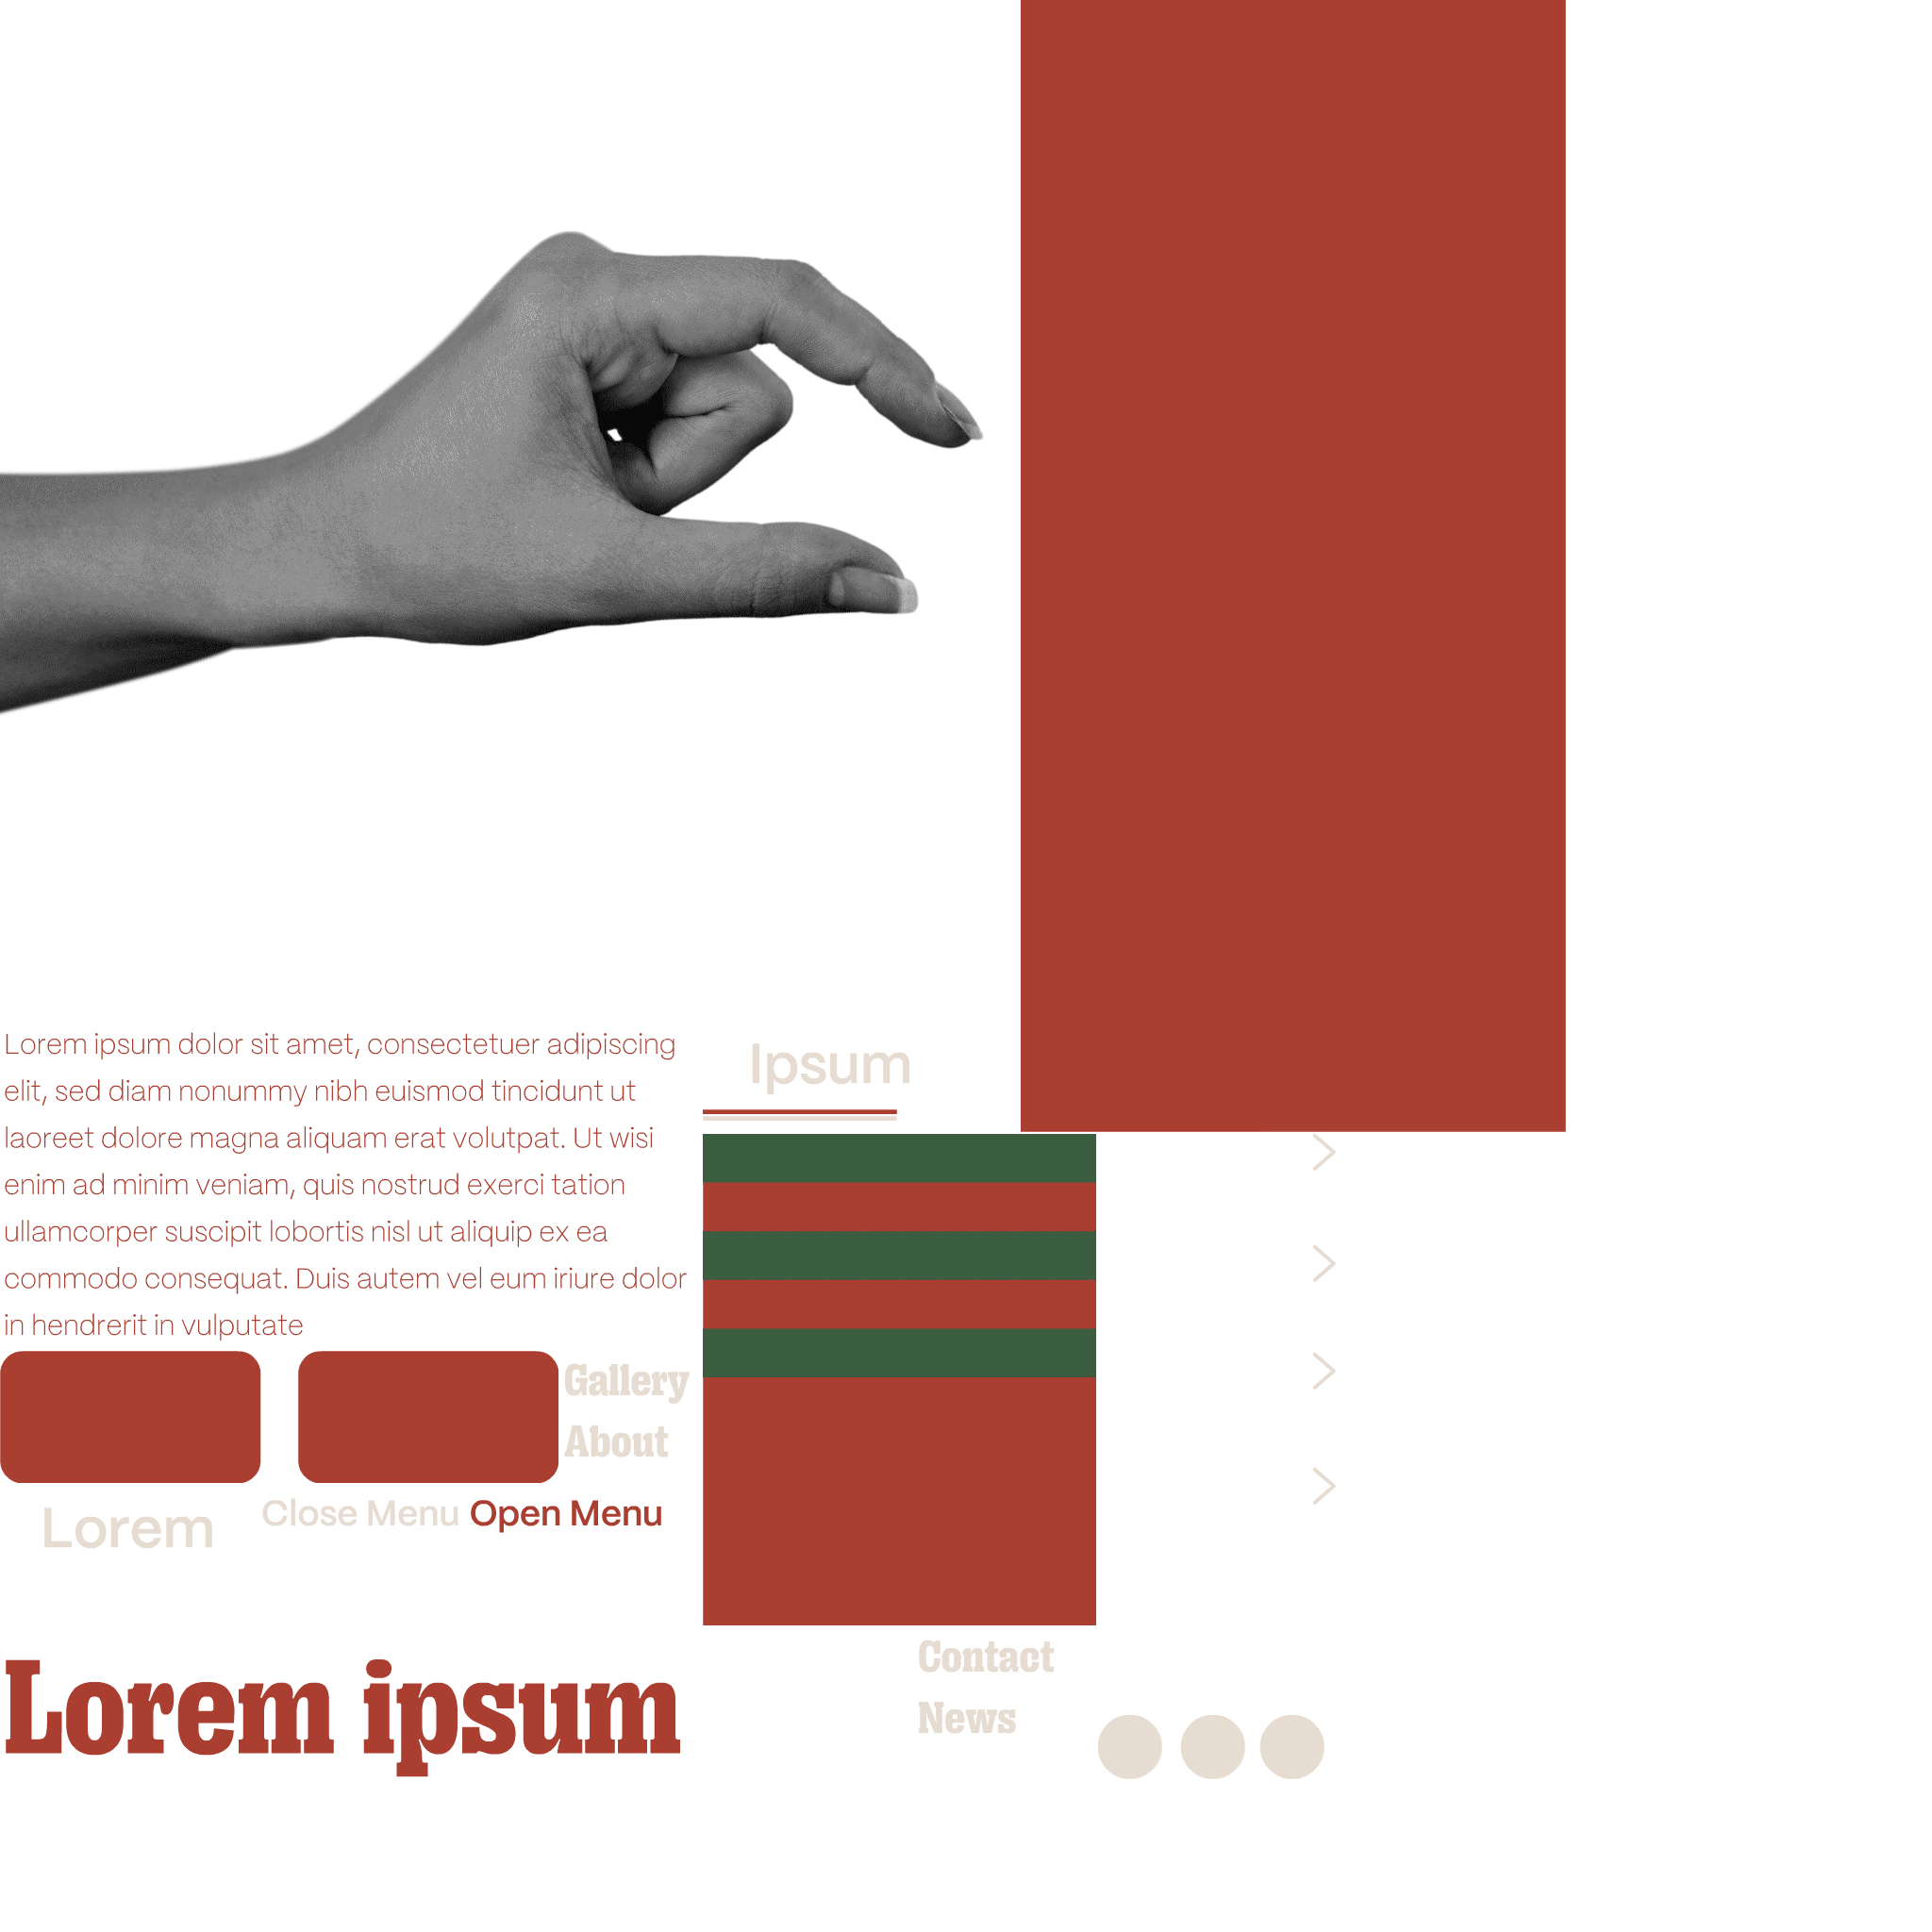 Lorem ipsum dolor sit amet, consectetuer adipiscing
elit, sed diam nonummy nibh euismod tincidunt ut
laoreet dolore magna aliquam erat volutpat. Ut wisi
enim ad minim veniam, quis nostrud exerci tation
ullamcorper suscipit lobortis nisl ut aliquip ex ea
commodo consequat. Duis autem vel eum iriure dolor
in hendrerit in vulputate
Ipsum
Gallery
About
Lorem
Close Menu
Open Menu
Lorem ipsum
Contact
News